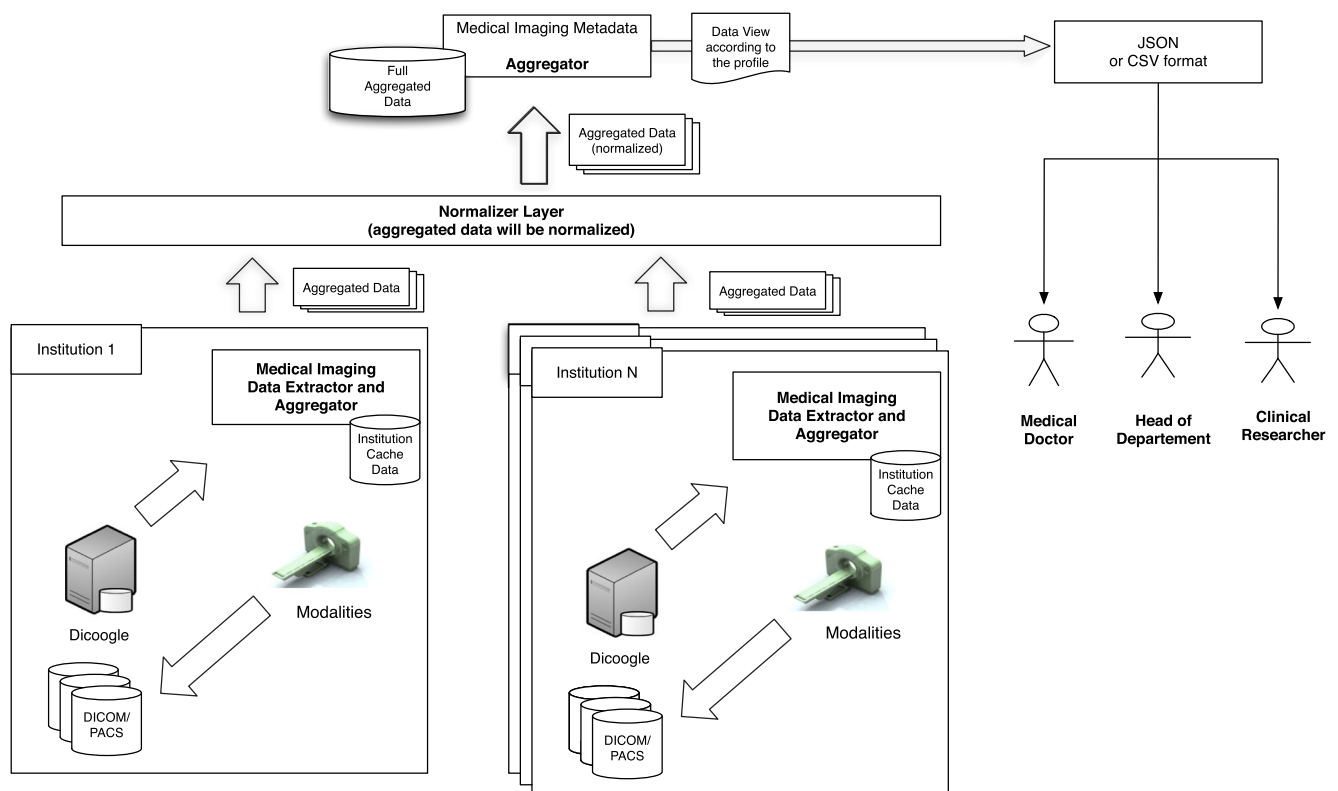 Medical Imaging Metadata
Aggregator
Full
Aggregated
Data
Data View
according to
the profile
JSON
or CSV format
Aggregated Data
(normalized)
Normalizer Layer
(aggregated data will be normalized)
Aggregated Data
Aggregated Data
Institution 1
Medical Imaging
Data Extractor and
Aggregator
Institution
Cache
Data
Dicoogle
Modalities
DICOM/
PACS
Institution N
Medical Imaging
Data Extractor and
Aggregator
Institution
Cache
Data
Dicoogle
Modalities
DICOM/
PACS
Medical
Doctor
Head of
Departement
Clinical
Researcher